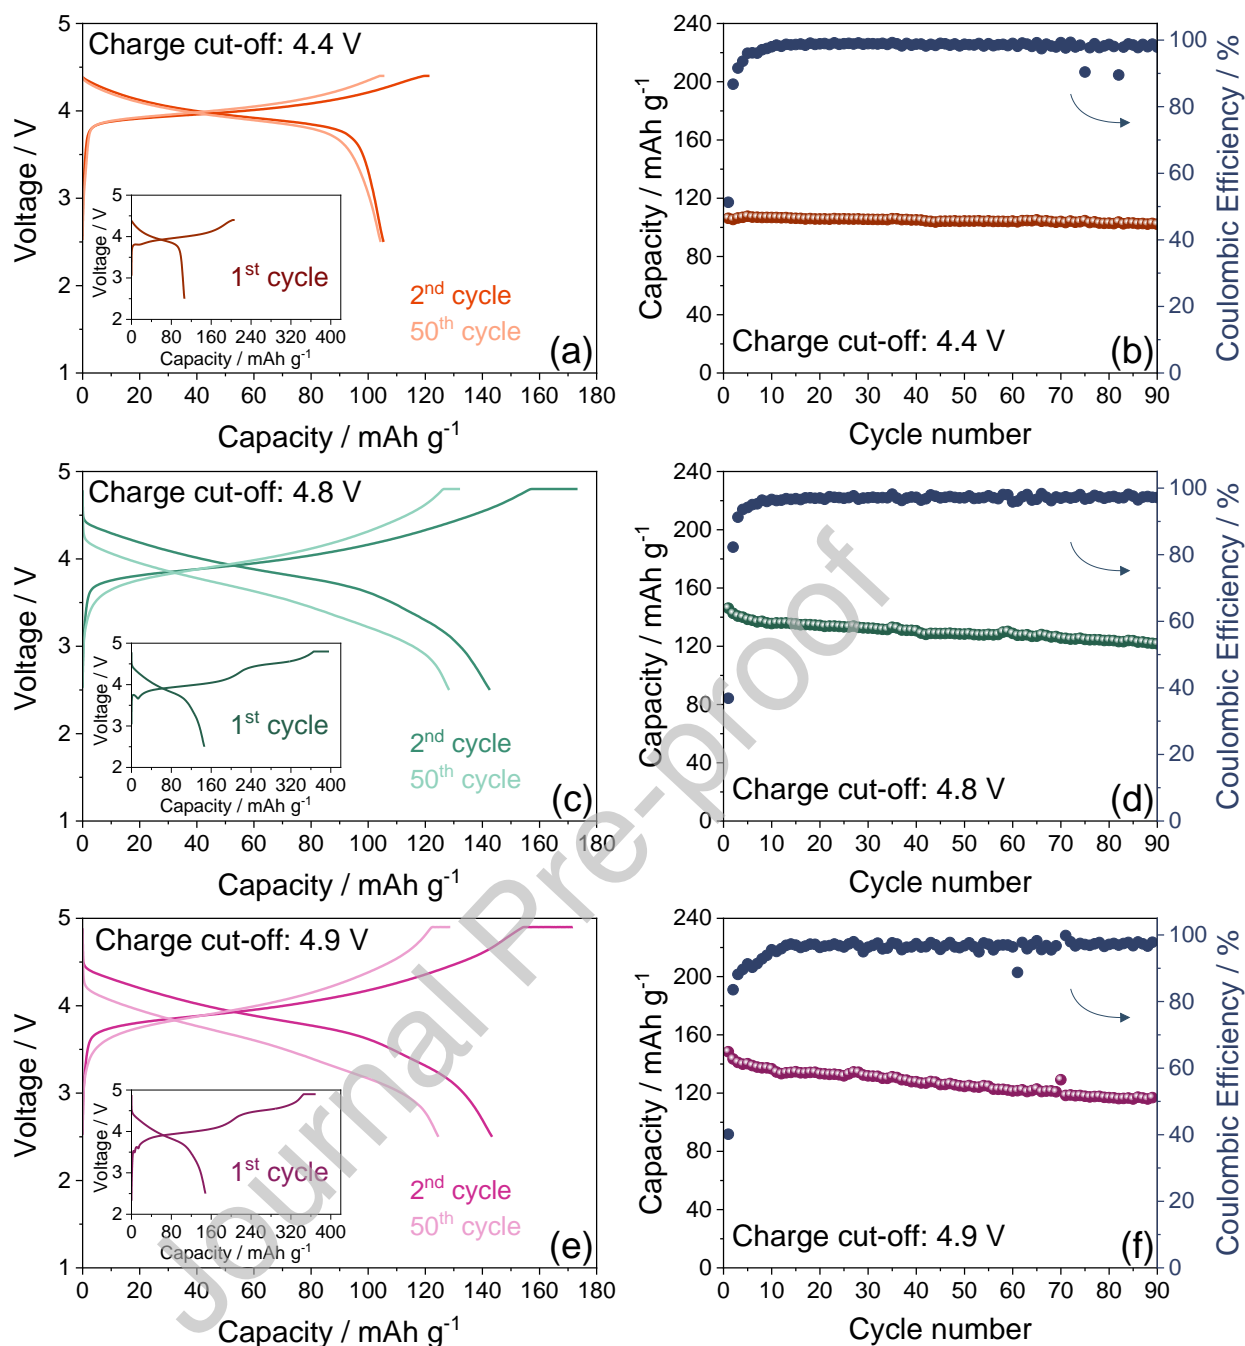 Charge cut-off: 4.4 V
5
4
3
2
1
Voltage / V
5
4
3
2
Voltage / V
1st cycle
0 80 160 240 320 400
Capacity / mAh g-1
2nd cycle
50th cycle
(a)
0 20 40 60 80 100 120 140 160 180
Capacity / mAh g-1
240
200
160
120
80
40
0
Capacity / mAh g-1
100
80
60
40
20
0
Coulombic Efficiency / %
Charge cut-off: 4.4 V
(b)
0 10 20 30 40 50 60 70 80 90
Cycle number
Charge cut-off: 4.8 V
5
4
3
2
1
Voltage / V
5
4
3
2
Voltage / V
1st cycle
0 80 160 240 320 400
Capacity / mAh g-1
2nd cycle
50th cycle
(c)
0 20 40 60 80 100 120 140 160 180
Capacity / mAh g-1
240
200
160
120
80
40
0
Capacity / mAh g-1
100
80
60
40
20
0
Coulombic Efficiency / %
Charge cut-off: 4.8 V
(d)
0 10 20 30 40 50 60 70 80 90
Cycle number
Charge cut-off: 4.9 V
5
4
3
2
1
Voltage / V
5
4
3
2
Voltage / V
1st cycle
0 80 160 240 320 400
Capacity / mAh g-1
2nd cycle
50th cycle
(e)
0 20 40 60 80 100 120 140 160 180
Capacity / mAh g-1
240
200
160
120
80
40
0
Capacity / mAh g-1
100
80
60
40
20
0
Coulombic Efficiency / %
Charge cut-off: 4.9 V
(f)
0 10 20 30 40 50 60 70 80 90
Cycle number
Journal Pre-proof